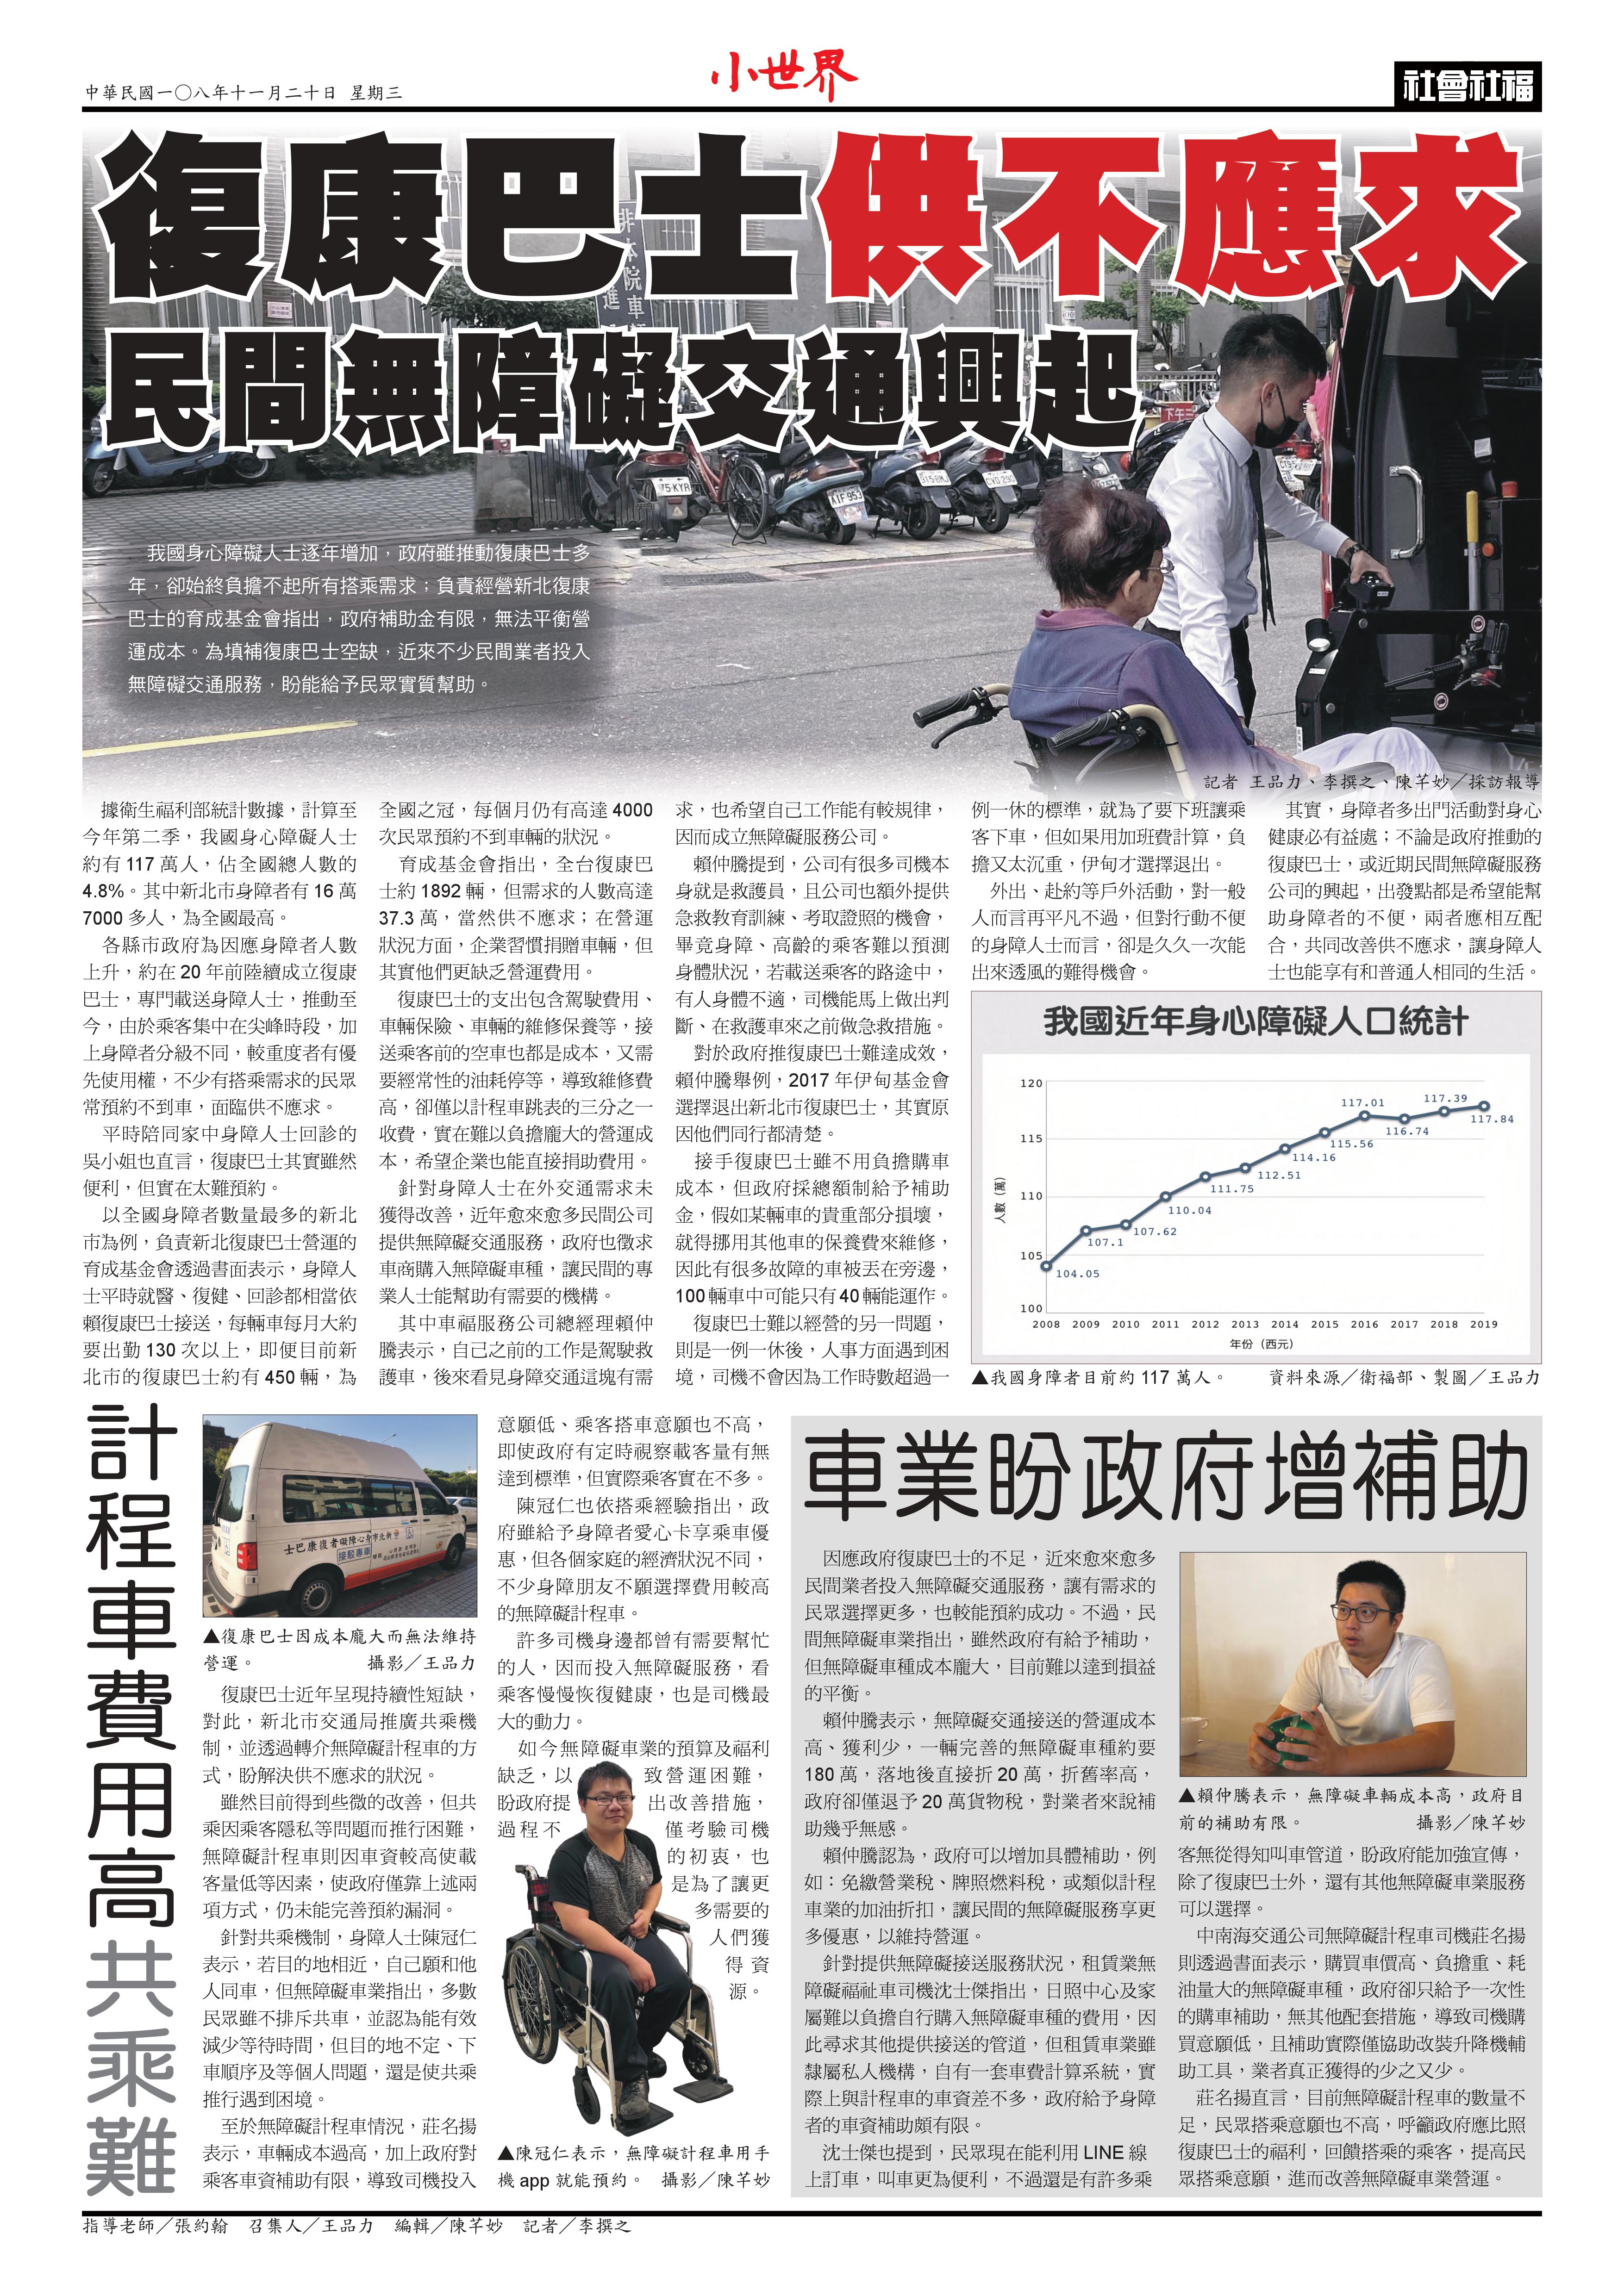 中華民國一〇八年十一月二十日 星期三
小世界
社會社福
復康巴士供不應求
民間無障礙交通興起
我國身心障礙人士逐年增加，政府雖推動復康巴士多
年，卻始終負擔不起所有搭乘需求；負責經營新北復康
巴士的育成基金會指出，政府補助金有限，無法平衡營
運成本。為填補復康巴士空缺，近來不少民間業者投入
無障礙交通服務，盼能給予民眾實質幫助。
記者 王品力、李撰之、陳芊妙／採訪報導
據衛生福利部統計數據，計算至
今年第二季，我國身心障礙人士
約有 117 萬人，佔全國總人數的
4.8%。其中新北市身障者有 16 萬
7000 多人，為全國最高。
各縣市政府為因應身障者人數
上升，約在 20 年前陸續成立復康
巴士，專門載送身障人士，推動至
今，由於乘客集中在尖峰時段，加
上身障者分級不同，較重度者有優
先使用權，不少有搭乘需求的民眾
常預約不到車，面臨供不應求。
平時陪同家中身障人士回診的
吳小姐也直言，復康巴士其實雖然
便利，但實在太難預約。
以全國身障者數量最多的新北
市為例，負責新北復康巴士營運的
育成基金會透過書面表示，身障人
士平時就醫、復健、回診都相當依
賴復康巴士接送，每輛車每月大約
要出勤 130 次以上，即便目前新
北市的復康巴士約有 450 輛，為
全國之冠，每個月仍有高達 4000
次民眾預約不到車輛的狀況。
育成基金會指出，全台復康巴
士約 1892 輛，但需求的人數高達
37.3 萬，當然供不應求；在營運
狀況方面，企業習慣捐贈車輛，但
其實他們更缺乏營運費用。
復康巴士的支出包含駕駛費用、
車輛保險、車輛的維修保養等，接
送乘客前的空車也都是成本，又需
要經常性的油耗停等，導致維修費
高，卻僅以計程車跳表的三分之一
收費，實在難以負擔龐大的營運成
本，希望企業也能直接捐助費用。
針對身障人士在外交通需求未
獲得改善，近年愈來愈多民間公司
提供無障礙交通服務，政府也徵求
車商購入無障礙車種，讓民間的專
業人士能幫助有需要的機構。
其中車福服務公司總經理賴仲
騰表示，自己之前的工作是駕駛救
護車，後來看見身障交通這塊有需
求，也希望自己工作能有較規律，
因而成立無障礙服務公司。
賴仲騰提到，公司有很多司機本
身就是救護員，且公司也額外提供
急救教育訓練、考取證照的機會，
畢竟身障、高齡的乘客難以預測
身體狀況，若載送乘客的路途中，
有人身體不適，司機能馬上做出判
斷、在救護車來之前做急救措施。
對於政府推復康巴士難達成效，
賴仲騰舉例，2017 年伊甸基金會
選擇退出新北市復康巴士，其實原
因他們同行都清楚。
接手復康巴士雖不用負擔購車
成本，但政府採總額制給予補助
金，假如某輛車的貴重部分損壞，
就得挪用其他車的保養費來維修，
因此有很多故障的車被丟在旁邊，
100 輛車中可能只有 40 輛能運作。
復康巴士難以經營的另一問題，
則是一例一休後，人事方面遇到困
境，司機不會因為工作時數超過一
例一休的標準，就為了要下班讓乘
客下車，但如果用加班費計算，負
擔又太沉重，伊甸才選擇退出。
外出、赴約等戶外活動，對一般
人而言再平凡不過，但對行動不便
的身障人士而言，卻是久久一次能
出來透風的難得機會。
其實，身障者多出門活動對身心
健康必有益處；不論是政府推動的
復康巴士，或近期民間無障礙服務
公司的興起，出發點都是希望能幫
助身障者的不便，兩者應相互配
合，共同改善供不應求，讓身障人
士也能享有和普通人相同的生活。
我國近年身心障礙人口統計
人數（萬）
120
115
110
105
100
104.05
107.1
107.62
110.04
111.75
112.51
114.16
115.56
117.01
116.74
117.39
117.84
2008 2009 2010 2011 2012 2013 2014 2015 2016 2017 2018 2019
年份（西元）
▲我國身障者目前約 117 萬人。 資料來源／衛福部、製圖／王品力
計程車費用高共乘難
▲復康巴士因成本龐大而無法維持
營運。 攝影／王品力
復康巴士近年呈現持續性短缺，
對此，新北市交通局推廣共乘機
制，並透過轉介無障礙計程車的方
式，盼解決供不應求的狀況。
雖然目前得到些微的改善，但共
乘因乘客隱私等問題而推行困難，
無障礙計程車則因車資較高使載
客量低等因素，使政府僅靠上述兩
項方式，仍未能完善預約漏洞。
針對共乘機制，身障人士陳冠仁
表示，若目的地相近，自己願和他
人同車，但無障礙車業指出，多數
民眾雖不排斥共車，並認為能有效
減少等待時間，但目的地不定、下
車順序及等個人問題，還是使共乘
推行遇到困境。
至於無障礙計程車情況，莊名揚
表示，車輛成本過高，加上政府對
乘客車資補助有限，導致司機投入
意願低、乘客搭車意願也不高，
即使政府有定時視察載客量有無
達到標準，但實際乘客實在不多。
陳冠仁也依搭乘經驗指出，政
府雖給予身障者愛心卡享乘車優
惠，但各個家庭的經濟狀況不同，
不少身障朋友不願選擇費用較高
的無障礙計程車。
許多司機身邊都曾有需要幫忙
的人，因而投入無障礙服務，看
乘客慢慢恢復健康，也是司機最
大的動力。
如今無障礙車業的預算及福利
缺乏，以致營運困難，
盼政府提出改善措施，
過程不僅考驗司機
的初衷，也
是為了讓更
多需要的
人們獲
得資
源。
▲陳冠仁表示，無障礙計程車用手
機 app 就能預約。 攝影／陳芊妙
車業盼政府增補助
因應政府復康巴士的不足，近來愈來愈多
民間業者投入無障礙交通服務，讓有需求的
民眾選擇更多，也較能預約成功。不過，民
間無障礙車業指出，雖然政府有給予補助，
但無障礙車種成本龐大，目前難以達到損益
的平衡。
賴仲騰表示，無障礙交通接送的營運成本
高、獲利少，一輛完善的無障礙車種約要
180 萬，落地後直接折 20 萬，折舊率高，
政府卻僅退予 20 萬貨物稅，對業者來說補
助幾乎無感。
賴仲騰認為，政府可以增加具體補助，例
如：免繳營業稅、牌照燃料稅，或類似計程
車業的加油折扣，讓民間的無障礙服務享更
多優惠，以維持營運。
針對提供無障礙接送服務狀況，租賃業無
障礙福祉車司機沈士傑指出，日照中心及家
屬難以負擔自行購入無障礙車種的費用，因
此尋求其他提供接送的管道，但租賃車業雖
隸屬私人機構，自有一套車費計算系統，實
際上與計程車的車資差不多，政府給予身障
者的車資補助頗有限。
沈士傑也提到，民眾現在能利用 LINE 線
上訂車，叫車更為便利，不過還是有許多乘
▲賴仲騰表示，無障礙車輛成本高，政府目
前的補助有限。 攝影／陳芊妙
客無從得知叫車管道，盼政府能加強宣傳，
除了復康巴士外，還有其他無障礙車業服務
可以選擇。
中南海交通公司無障礙計程車司機莊名揚
則透過書面表示，購買車價高、負擔重、耗
油量大的無障礙車種，政府卻只給予一次性
的購車補助，無其他配套措施，導致司機購
買意願低，且補助實際僅協助改裝升降機輔
助工具，業者真正獲得的少之又少。
莊名揚直言，目前無障礙計程車的數量不
足，民眾搭乘意願也不高，呼籲政府應比照
復康巴士的福利，回饋搭乘的乘客，提高民
眾搭乘意願，進而改善無障礙車業營運。
指導老師／張約翰 召集人／王品力 編輯／陳芊妙 記者／李撰之